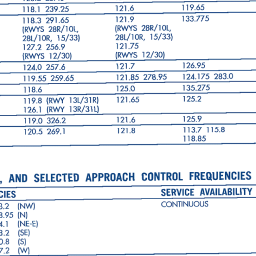 118.1 239.25 121.6 119.65
118.3 291.65 121.9 133.775
(RWYS 28R/10L, (RWYS 28R/10L,
28L/10R, 15/33) 28L/10R, 15/33)
127.2 256.9 121.75
(RWYS 12/30) (RWYS 12/30)
124.0 257.6 121.7 126.95
119.55 259.65 121.85 278.95 124.175 283.0
118.6 125.0 135.275
119.8 (RWY 13L/31R) 121.65 125.2
126.1 (RWY 13R/31L)
119.0 326.2 121.6 125.9
120.5 269.1 121.8 113.7 115.8
118.85
, AND SELECTED APPROACH CONTROL FREQUENCIES
CIES SERVICE AVAILABILITY
3.2 (NW) CONTINUOUS
8.95 (N)
4.1 (NE-E)
3.2 (SE)
0.8 (S)
7.2 (W)